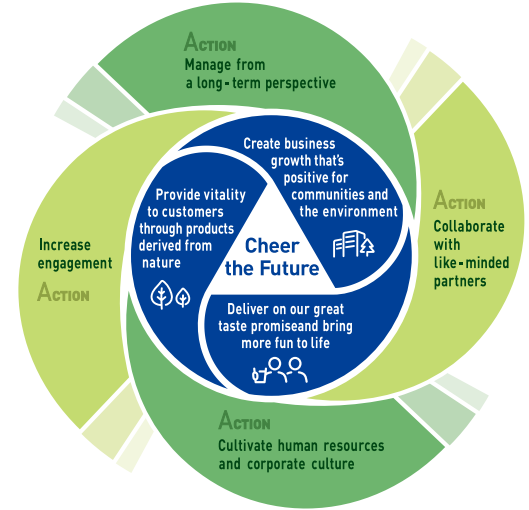 ACTION
Manage from
a long-term perspective
Create business
growth that's
positive for
communities and
the environment
Provide vitality
to customers
through products
derived from
nature
ACTION
Collaborate
with
like-minded
partners
Cheer
the Future
Increase
engagement
ACTION
Deliver on our great
taste promiseand bring
more fun to life
ACTION
Cultivate human resources
and corporate culture